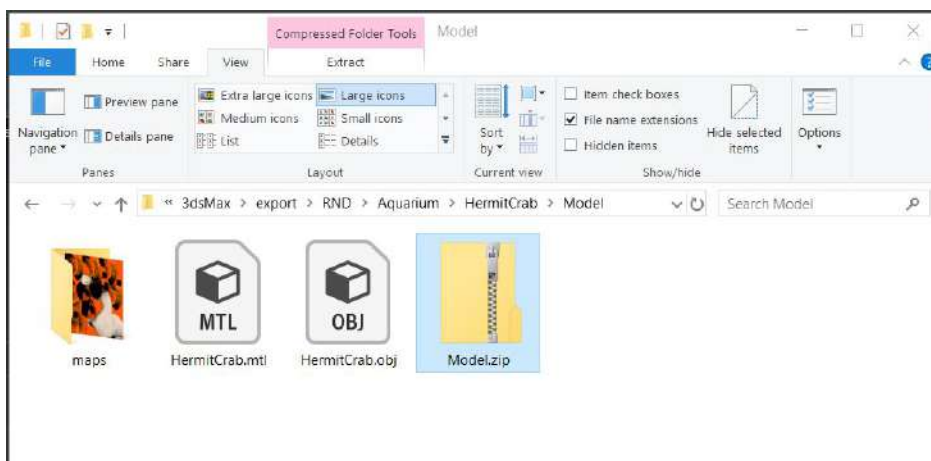 Compressed Folder Tools Model
File Home Share View Extract
Preview pane Extra large icons Large icons Item check boxes
Medium icons Small icons File name extensions
Navigation pane Details pane List Details Sort by Hidden items Hide selected items Options
Panes Layout Current view Show/hide
« 3dsMax > export > RND > Aquarium > HermitCrab > Model Search Model
MTL OBJ
maps HermitCrab.mtl HermitCrab.obj Model.zip